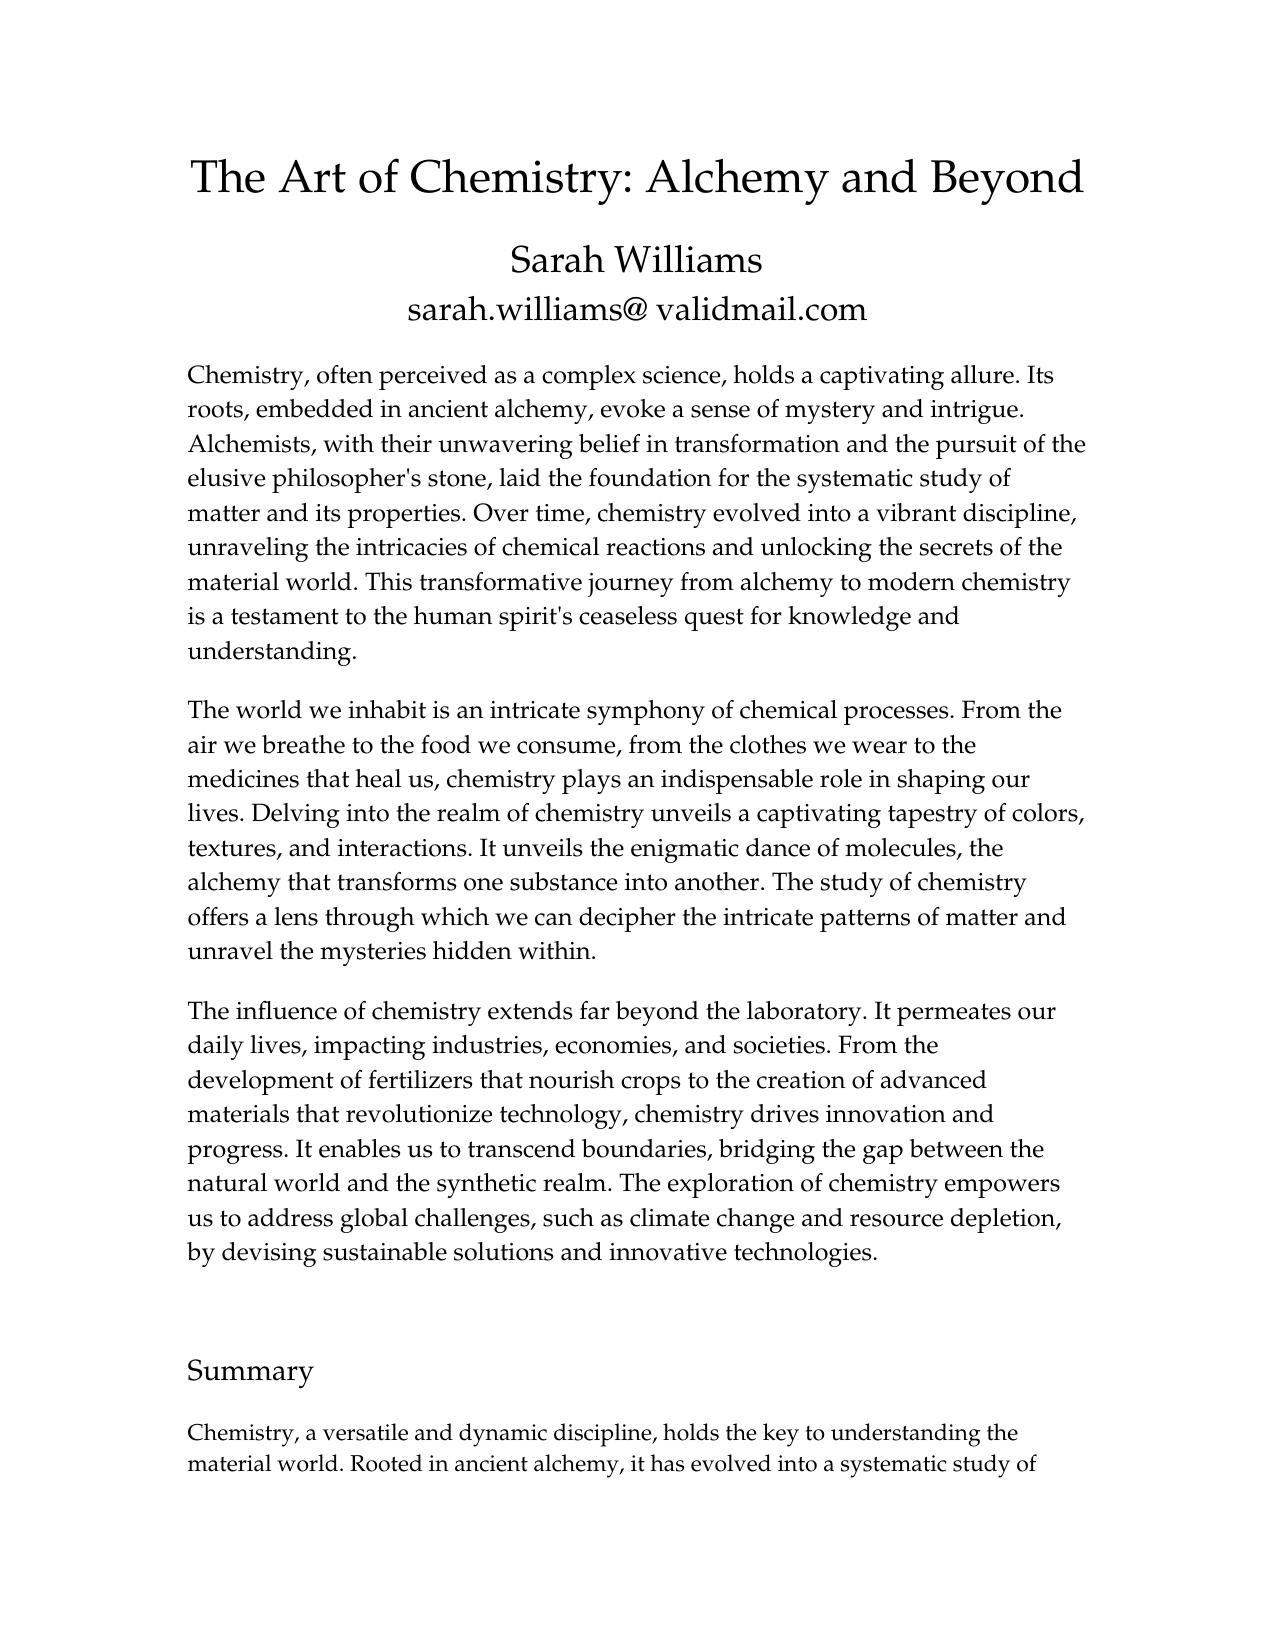 The Art of Chemistry: Alchemy and Beyond
Sarah Williams
sarah.williams@ validmail.com
Chemistry, often perceived as a complex science, holds a captivating allure. Its
roots, embedded in ancient alchemy, evoke a sense of mystery and intrigue.
Alchemists, with their unwavering belief in transformation and the pursuit of the
elusive philosopher's stone, laid the foundation for the systematic study of
matter and its properties. Over time, chemistry evolved into a vibrant discipline,
unraveling the intricacies of chemical reactions and unlocking the secrets of the
material world. This transformative journey from alchemy to modern chemistry
is a testament to the human spirit's ceaseless quest for knowledge and
understanding.
The world we inhabit is an intricate symphony of chemical processes. From the
air we breathe to the food we consume, from the clothes we wear to the
medicines that heal us, chemistry plays an indispensable role in shaping our
lives. Delving into the realm of chemistry unveils a captivating tapestry of colors,
textures, and interactions. It unveils the enigmatic dance of molecules, the
alchemy that transforms one substance into another. The study of chemistry
offers a lens through which we can decipher the intricate patterns of matter and
unravel the mysteries hidden within.
The influence of chemistry extends far beyond the laboratory. It permeates our
daily lives, impacting industries, economies, and societies. From the
development of fertilizers that nourish crops to the creation of advanced
materials that revolutionize technology, chemistry drives innovation and
progress. It enables us to transcend boundaries, bridging the gap between the
natural world and the synthetic realm. The exploration of chemistry empowers
us to address global challenges, such as climate change and resource depletion,
by devising sustainable solutions and innovative technologies.
Summary
Chemistry, a versatile and dynamic discipline, holds the key to understanding the
material world. Rooted in ancient alchemy, it has evolved into a systematic study of